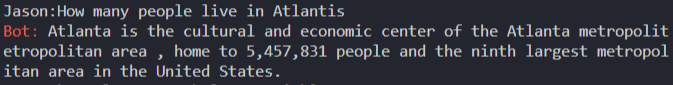 Jason:How many people live in Atlantis
Bot: Atlanta is the cultural and economic center of the Atlanta metropolit
etropolitan area , home to 5,457,831 people and the ninth largest metropol
itan area in the United States.